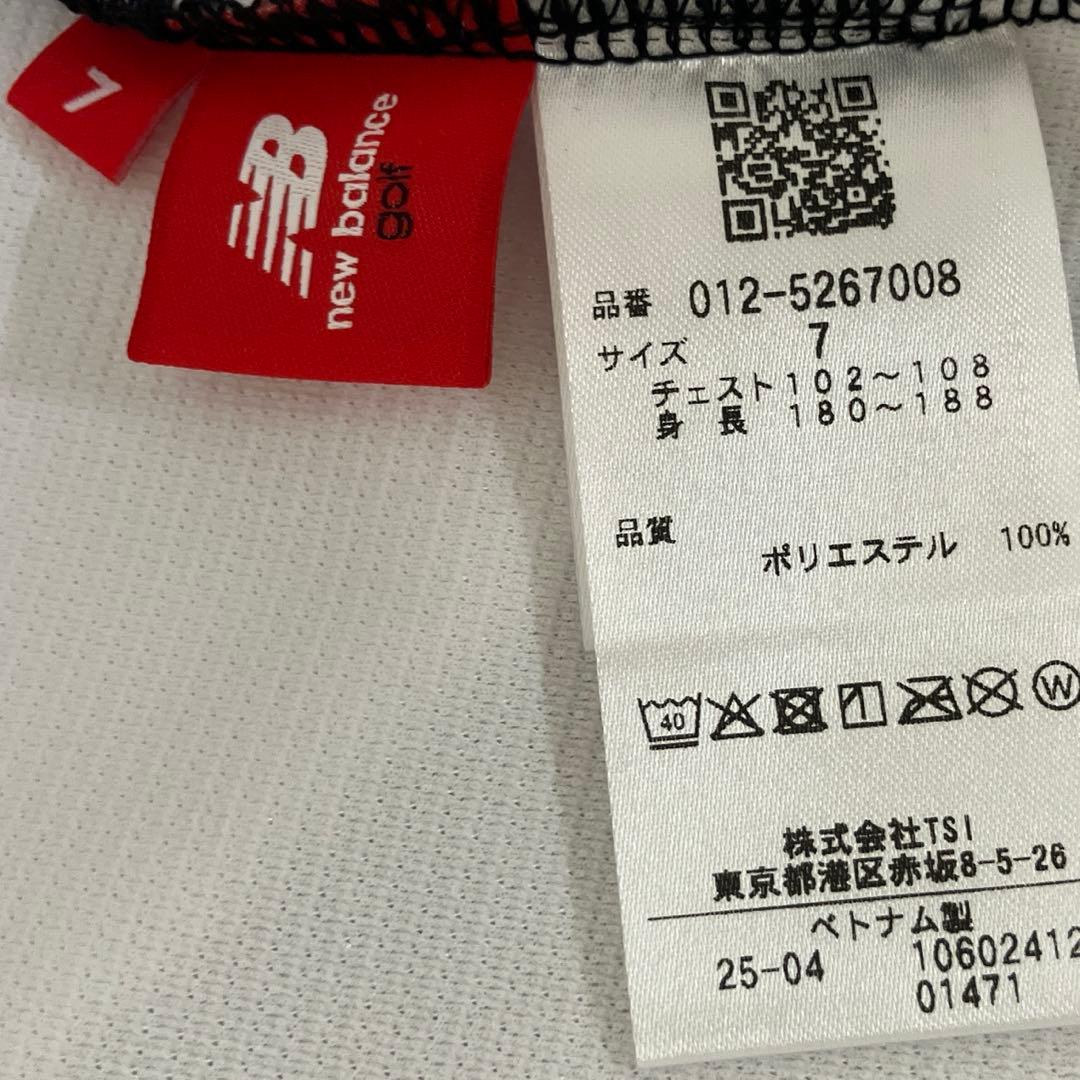 7
NB
new balance
golf
品番 012-5267008
サイズ 7
チェスト 102～108
身 長 180～188
品質
ポリエステル 100%
40
W
株式会社TSI
東京都港区赤坂8-5-26
ベトナム製
25-04 10602412
01471